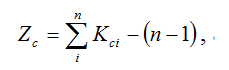 Z_c = \sum_{i}^{n} K_{ci} - (n-1) ,